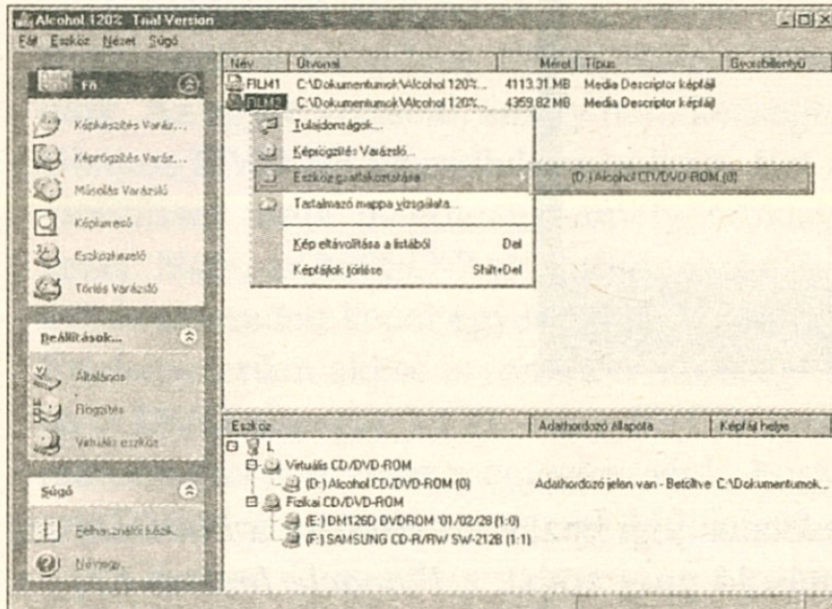 Alcohol 120% Trial Version
Fájl Eszköz Nézet Súgó
Fő
Képkészítés Varáz...
Képrögzítés Varáz...
Másolás Varázsló
Képkereső
Eszközkezelő
Törlés Varázsló
Beállítások...
Általános
Rögzítés
Virtuális eszköz
Súgó
Felhasználói kézik...
Névjegy...
Név Útvonal Méret Típus Gyorsbillentyű
FILM1 C:\Dokumentumok\Alcohol 120%... 4113.31 MB Media Descriptor képfájl
FILM2 C:\Dokumentumok\Alcohol 120%... 4359.82 MB Media Descriptor képfájl
Tulajdonságok...
Képrögzítés Varázsló...
Eszköz csatlakoztatása
(D:) Alcohol CD/DVD-ROM (0)
Tartalmazó mappa vizsgálata...
Kép eltávolítása a listából Del
Képfájlok törlése Shift+Del
Eszköz Adathordozó állapota Képfájl helye
L
Virtuális CD/DVD-ROM
(D:) Alcohol CD/DVD-ROM (0) Adathordozó jelen van - Betöltve C:\Dokumentumok...
Fizikai CD/DVD-ROM
(E:) DM126D DVDROM '01/02/28 (1:0)
(F:) SAMSUNG CD-R/RW SW-212B (1:1)